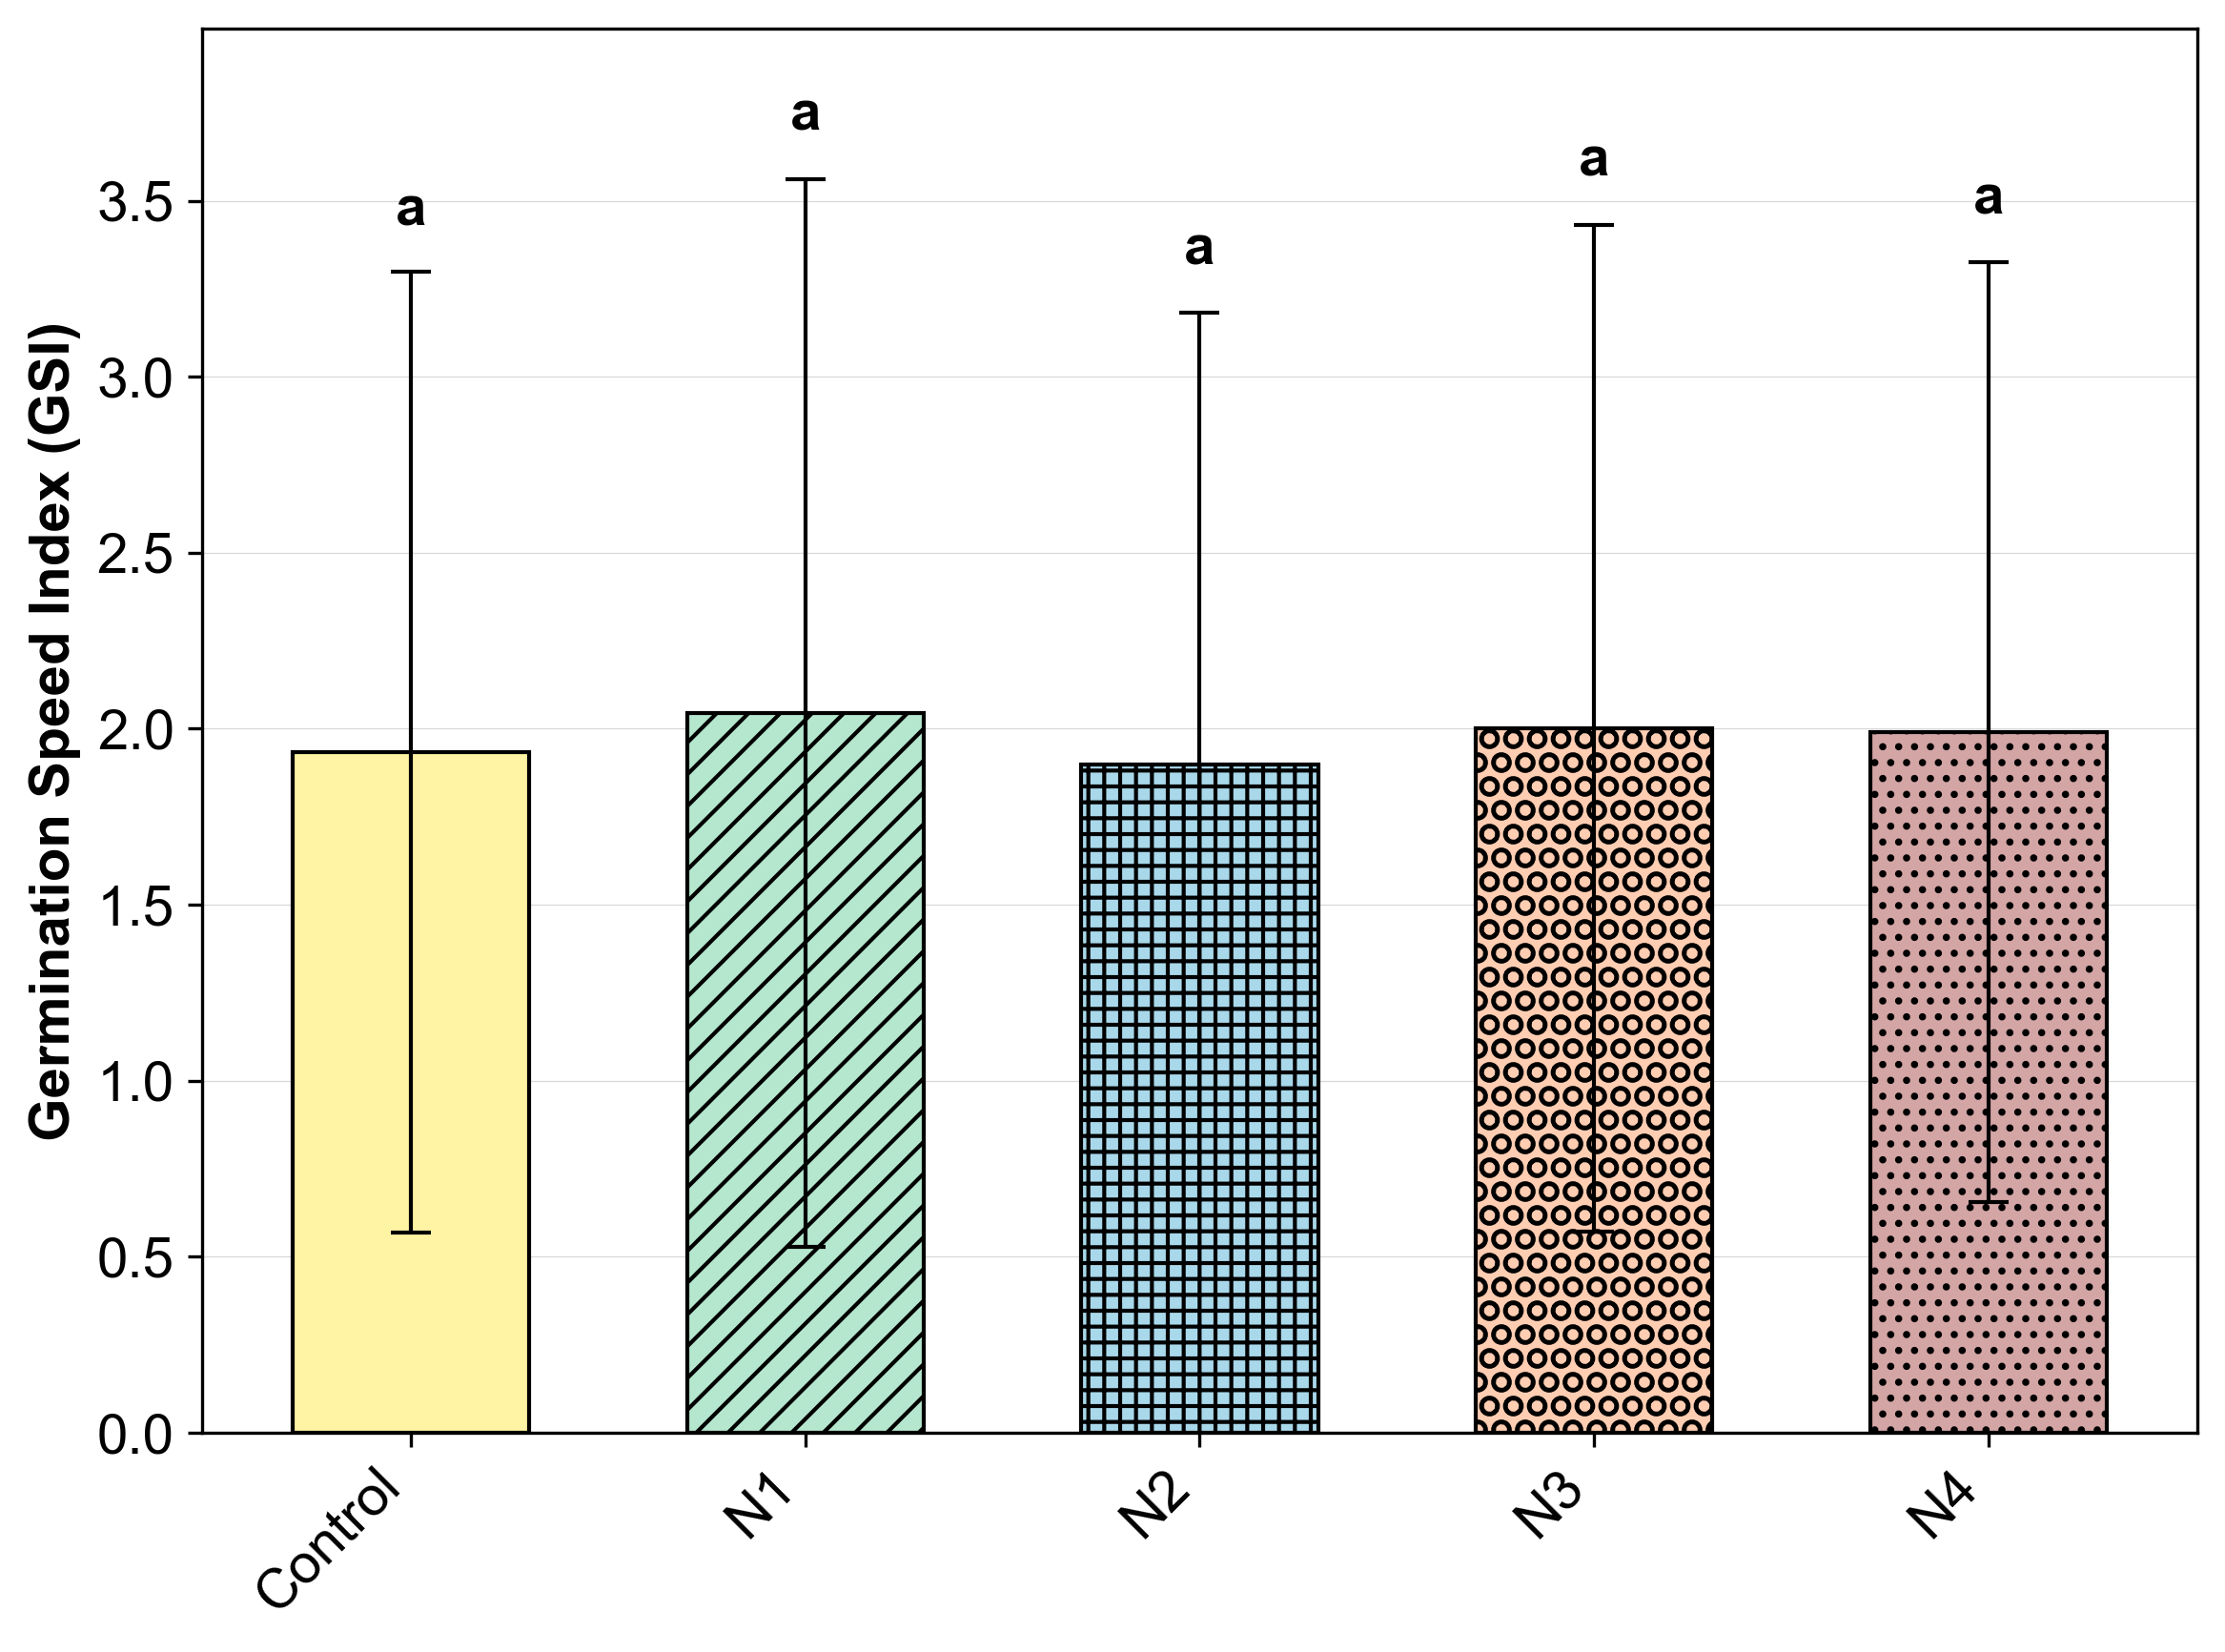 Germination Speed Index (GSI)
3.5
3.0
2.5
2.0
1.5
1.0
0.5
0.0
a
a
a
a
a
Control
N1
N2
N3
N4